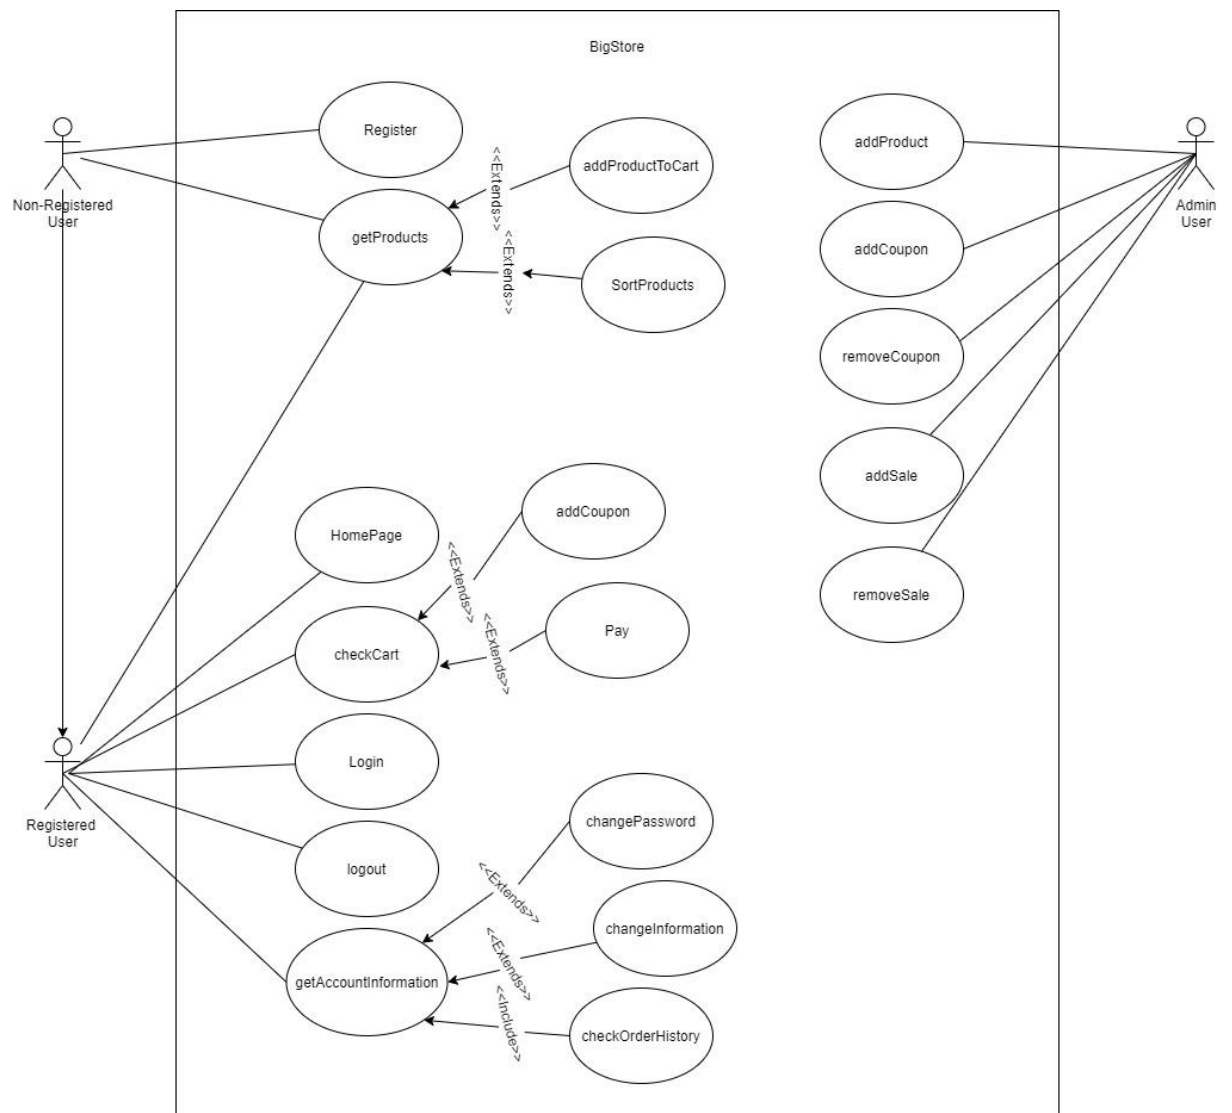 BigStore
Register
addProduct
addProductToCart
<<Extends>>
Non-Registered
User
Admin
User
getProducts
<<Extends>>
addCoupon
SortProducts
removeCoupon
addSale
addCoupon
HomePage
<<Extends>>
removeSale
Pay
checkCart
<<Extends>>
Login
Registered
User
changePassword
logout
<<Extends>>
changeInformation
<<Extends>>
getAccountInformation
<<Include>>
checkOrderHistory